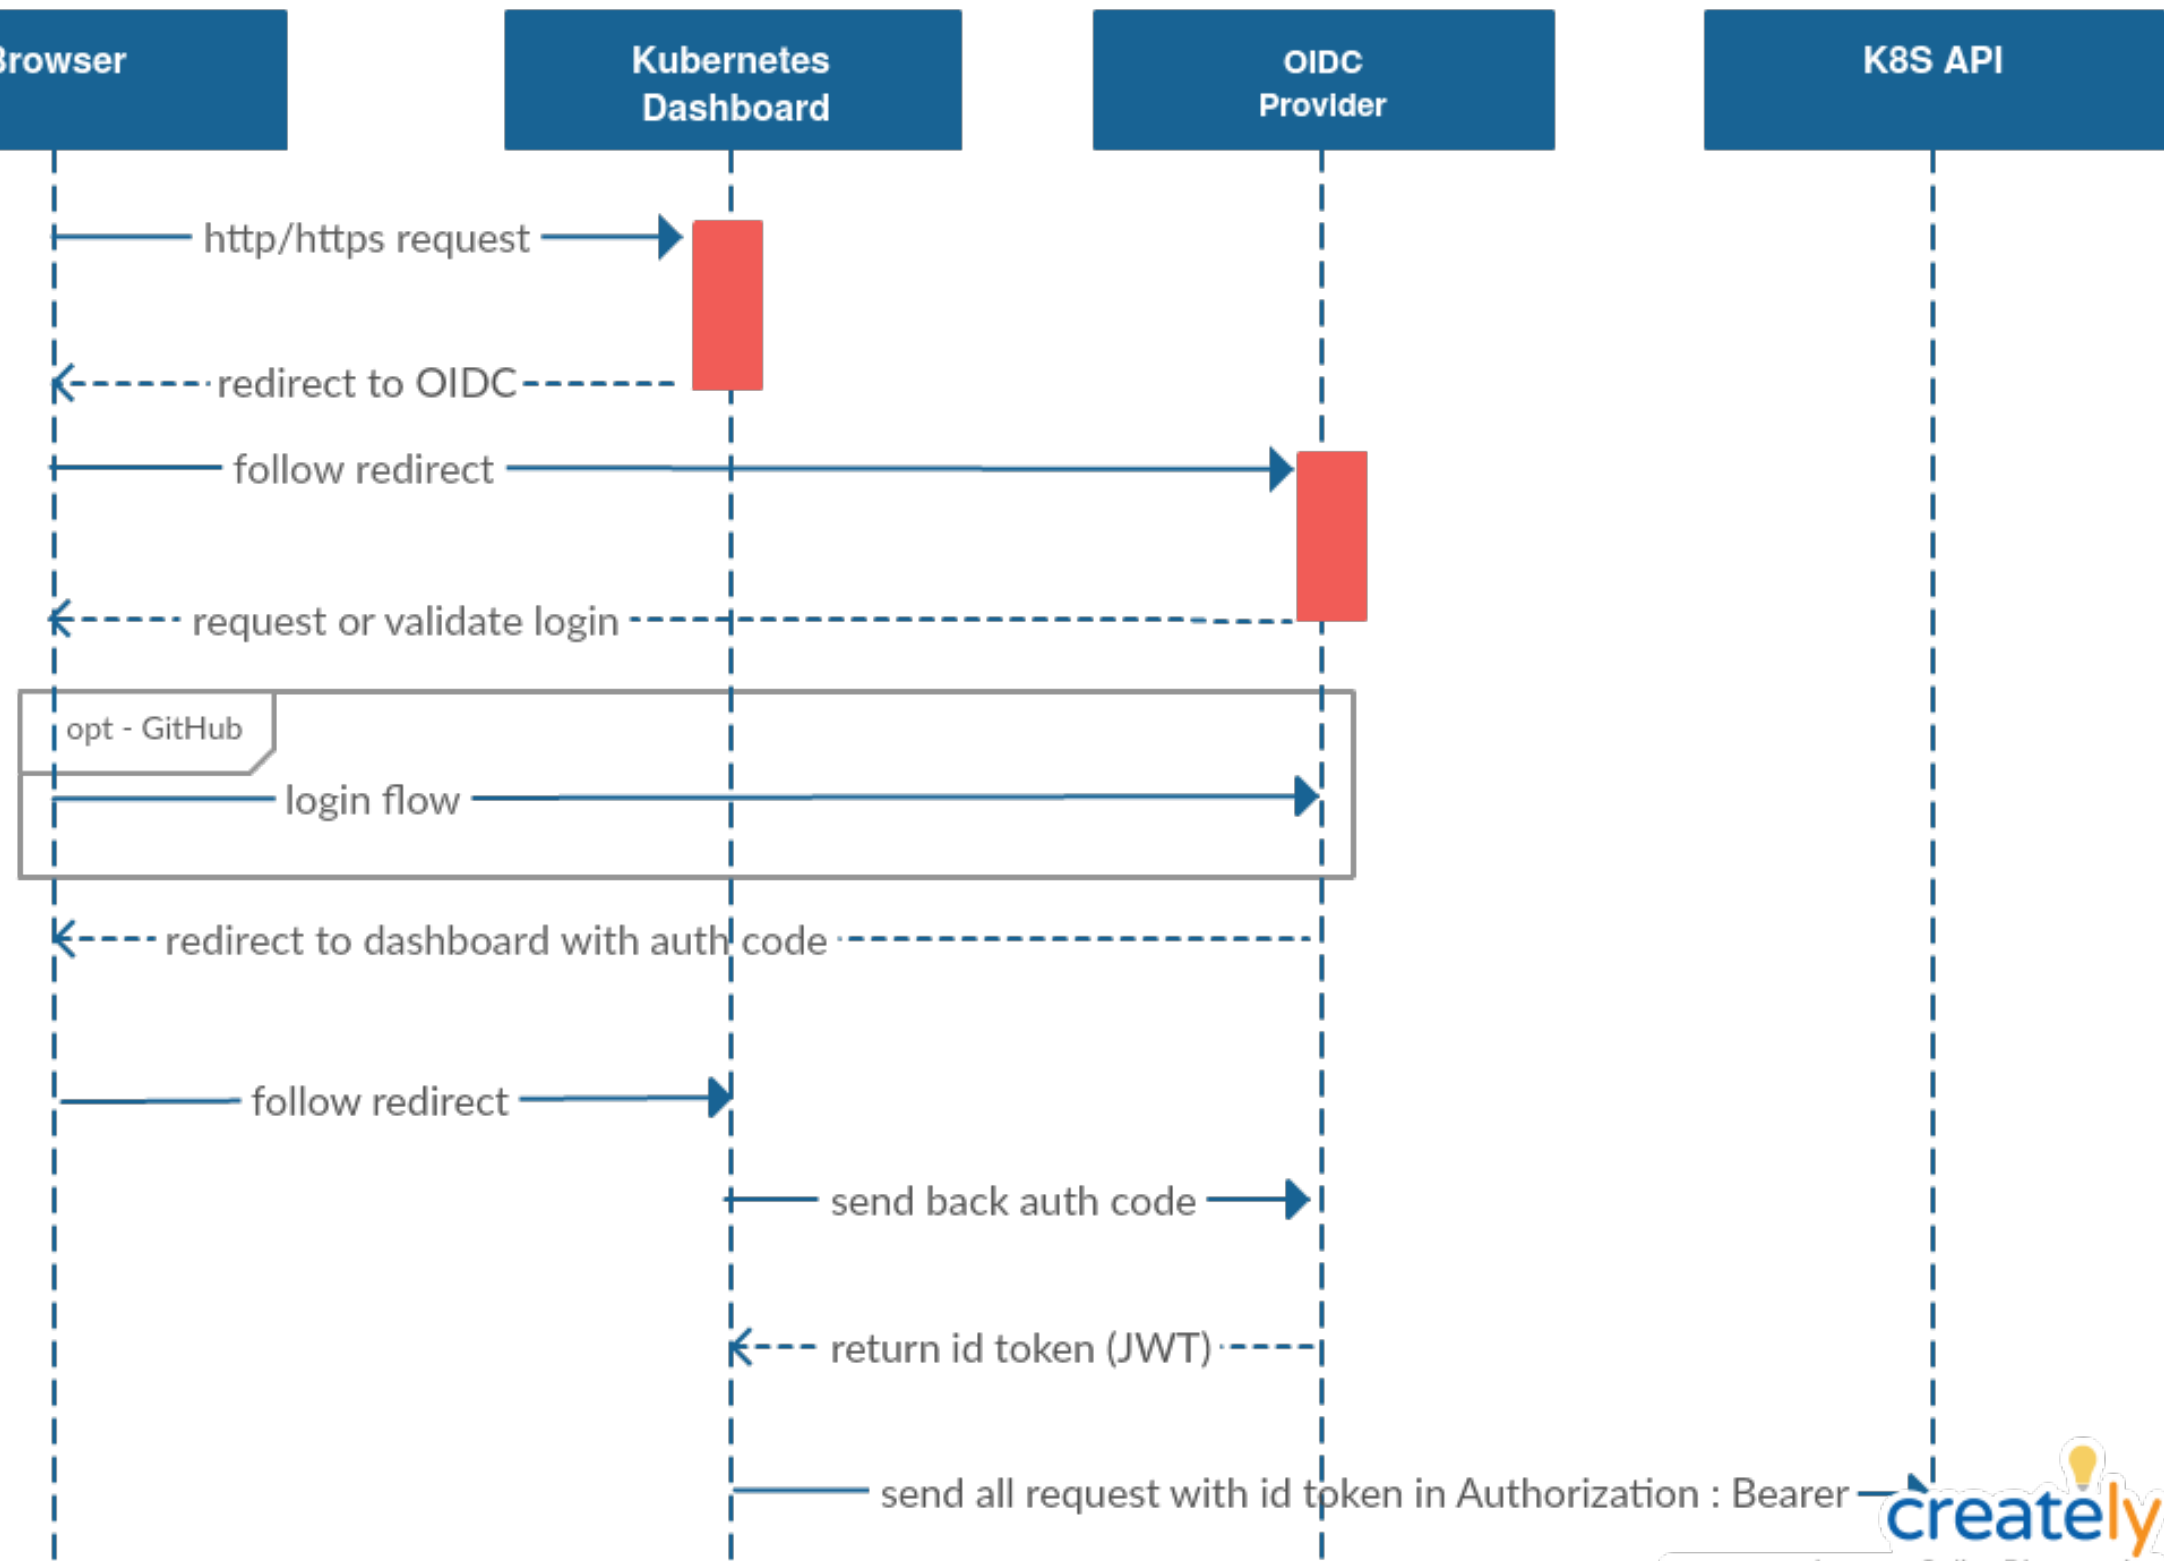 Browser
Kubernetes
Dashboard
OIDC
Provider
K8S API
http/https request
redirect to OIDC
follow redirect
request or validate login
opt - GitHub
login flow
redirect to dashboard with auth code
follow redirect
send back auth code
return id token (JWT)
send all request with id token in Authorization : Bearer
creately